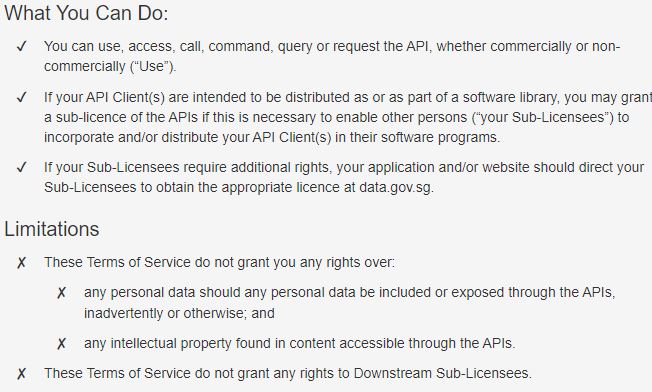 What You Can Do:
✓ You can use, access, call, command, query or request the API, whether commercially or non-
commercially (“Use”).
✓ If your API Client(s) are intended to be distributed as or as part of a software library, you may grant
a sub-licence of the APIs if this is necessary to enable other persons (“your Sub-Licensees”) to
incorporate and/or distribute your API Client(s) in their software programs.
✓ If your Sub-Licensees require additional rights, your application and/or website should direct your
Sub-Licensees to obtain the appropriate licence at data.gov.sg.
Limitations
✗ These Terms of Service do not grant you any rights over:
✗ any personal data should any personal data be included or exposed through the APIs,
inadvertently or otherwise; and
✗ any intellectual property found in content accessible through the APIs.
✗ These Terms of Service do not grant any rights to Downstream Sub-Licensees.